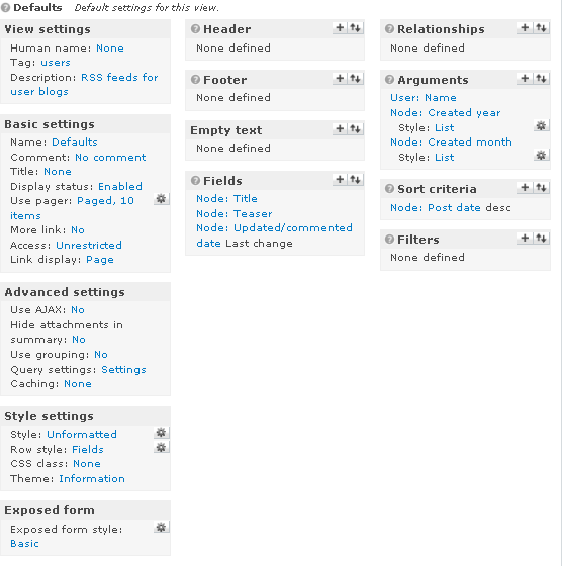 Defaults Default settings for this view.
View settings
Human name: None
Tag: users
Description: RSS feeds for
user blogs
Basic settings
Name: Defaults
Comment: No comment
Title: None
Display status: Enabled
Use pager: Paged, 10
items
More link: No
Access: Unrestricted
Link display: Page
Advanced settings
Use AJAX: No
Hide attachments in
summary: No
Use grouping: No
Query settings: Settings
Caching: None
Style settings
Style: Unformatted
Row style: Fields
CSS class: None
Theme: Information
Exposed form
Exposed form style:
Basic
Header
None defined
Footer
None defined
Empty text
None defined
Fields
Node: Title
Node: Teaser
Node: Updated/commented
date Last change
Relationships
None defined
Arguments
User: Name
Node: Created year
Style: List
Node: Created month
Style: List
Sort criteria
Node: Post date desc
Filters
None defined